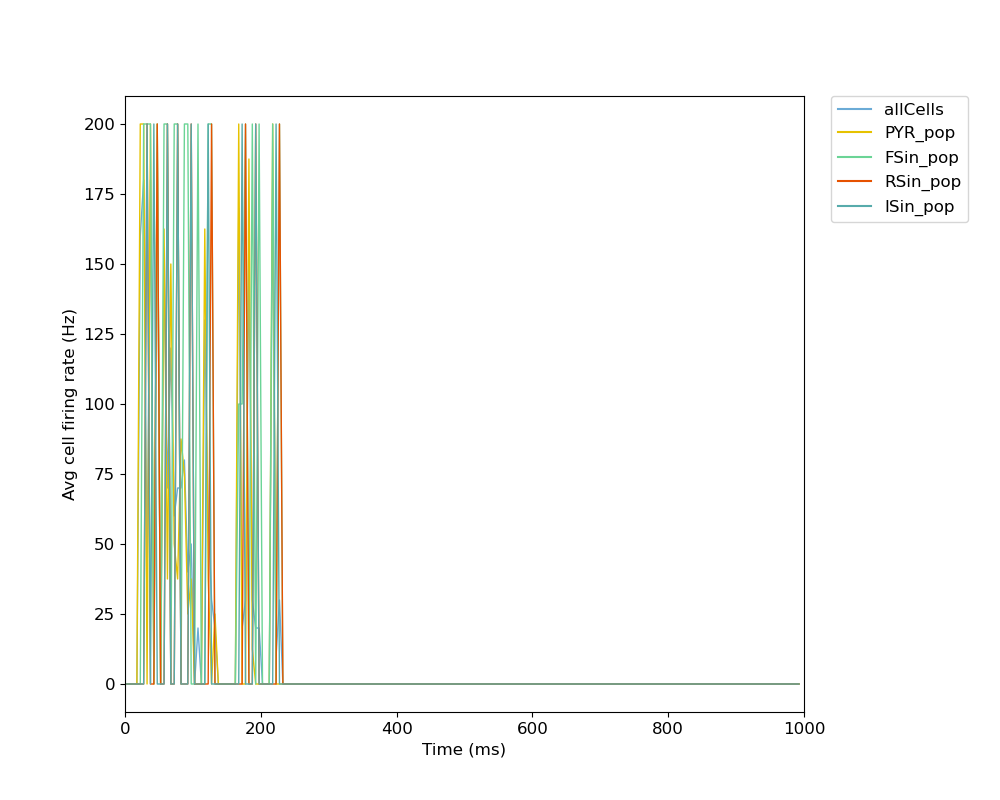 allCells
PYR_pop
FSin_pop
RSin_pop
ISin_pop
200
175
150
125
100
75
50
25
0
Avg cell firing rate (Hz)
0 200 400 600 800 1000
Time (ms)